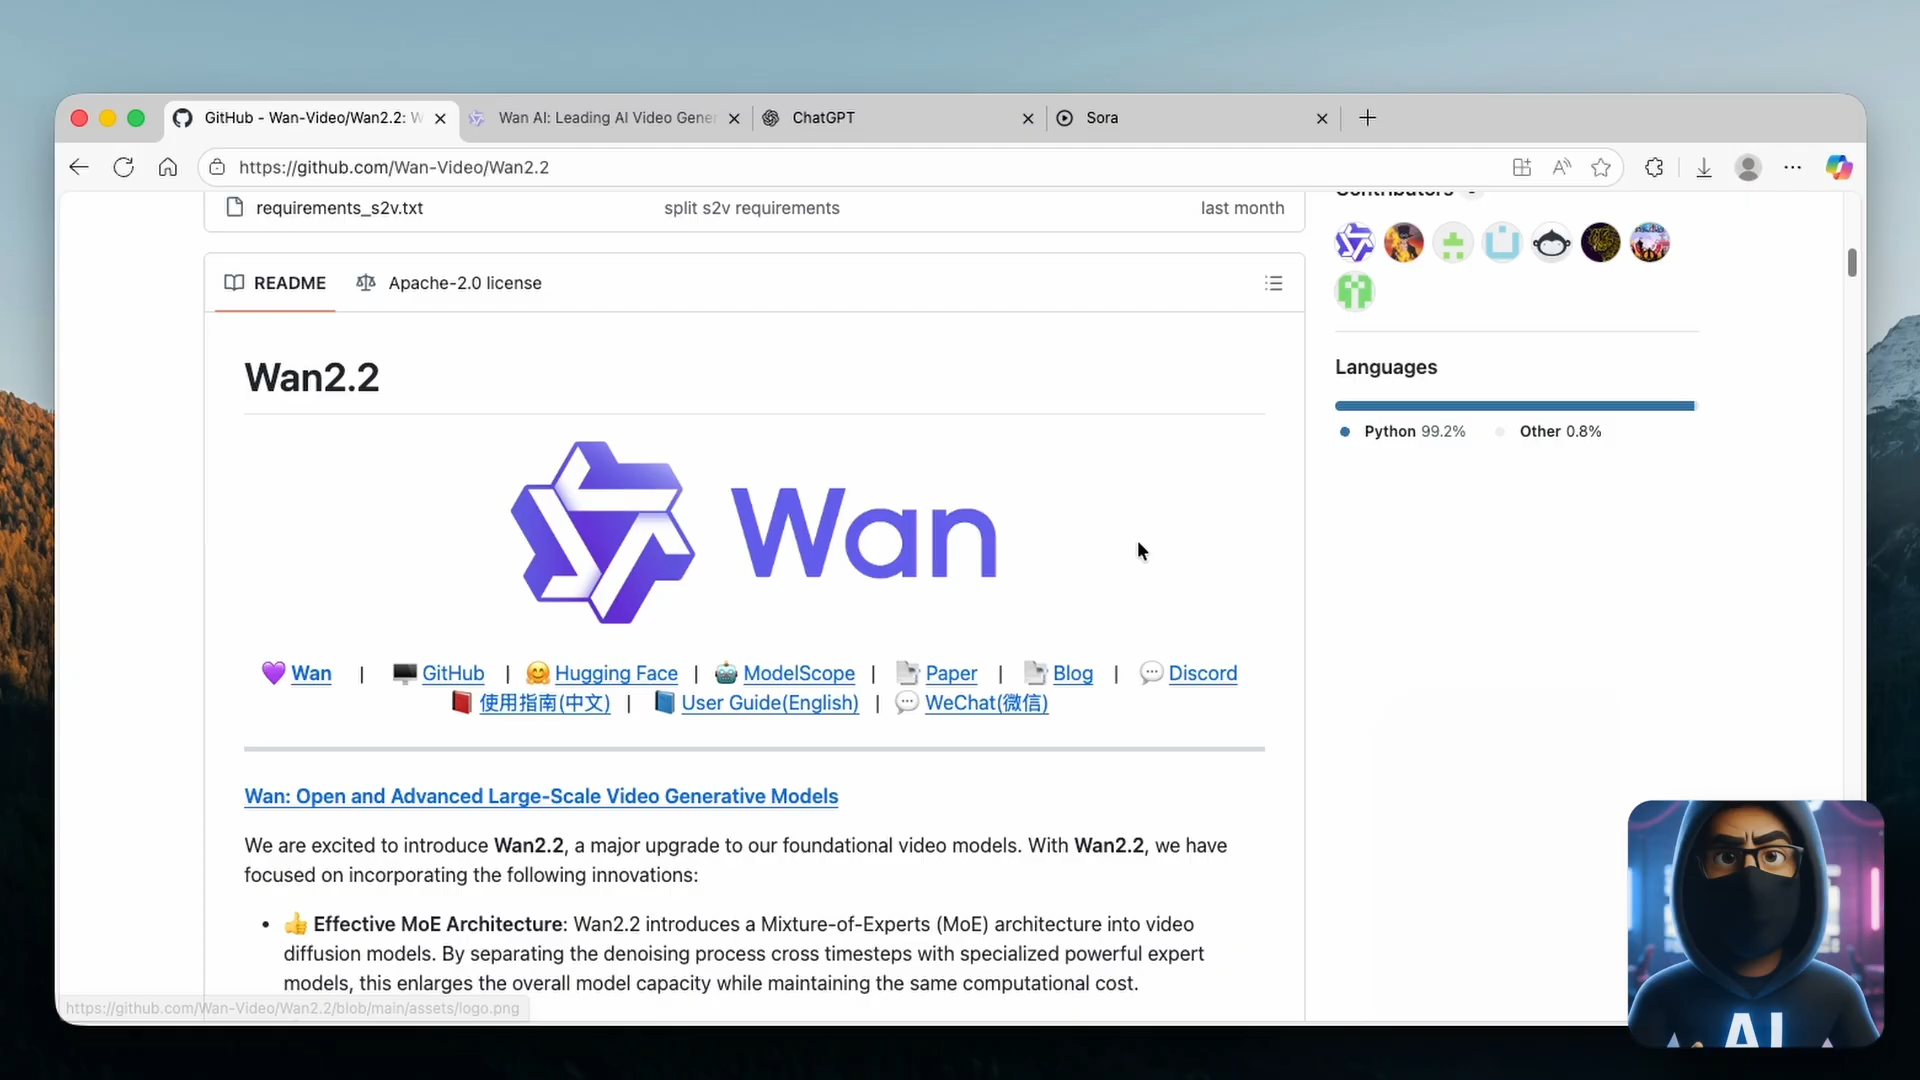 GitHub - Wan-Video/Wan2.2: W
Wan AI: Leading AI Video Gener
ChatGPT
Sora
https://github.com/Wan-Video/Wan2.2
requirements_s2v.txt split s2v requirements last month
Contributors
README Apache-2.0 license
Wan2.2
Wan
Languages
Python 99.2% Other 0.8%
💜 Wan | 🖥️ GitHub | 🤗 Hugging Face | 🤖 ModelScope | 📑 Paper | 📑 Blog | 💬 Discord
📕 使用指南(中文) | 📘 User Guide(English) | 💬 WeChat(微信)
Wan: Open and Advanced Large-Scale Video Generative Models
We are excited to introduce Wan2.2, a major upgrade to our foundational video models. With Wan2.2, we have
focused on incorporating the following innovations:
• 👍 Effective MoE Architecture: Wan2.2 introduces a Mixture-of-Experts (MoE) architecture into video
diffusion models. By separating the denoising process cross timesteps with specialized powerful expert
models, this enlarges the overall model capacity while maintaining the same computational cost.
https://github.com/Wan-Video/Wan2.2/blob/main/assets/logo.png
AI